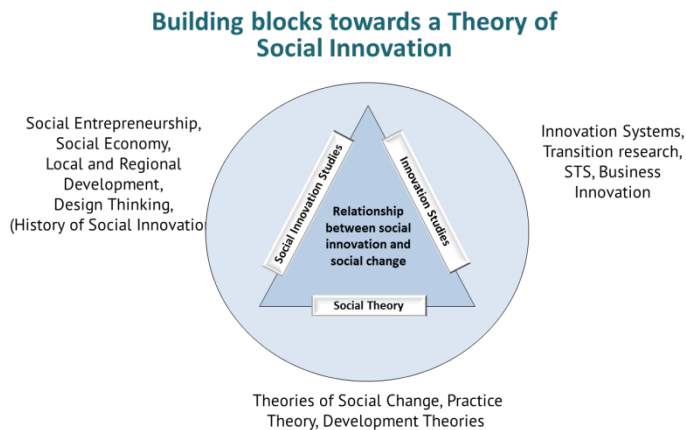 Building blocks towards a Theory of
Social Innovation
Social Entrepreneurship,
Social Economy,
Local and Regional
Development,
Design Thinking,
(History of Social Innovation
Innovation Systems,
Transition research,
STS, Business
Innovation
Social Innovation Studies
Innovation Studies
Relationship
between social
innovation and
social change
Social Theory
Theories of Social Change, Practice
Theory, Development Theories